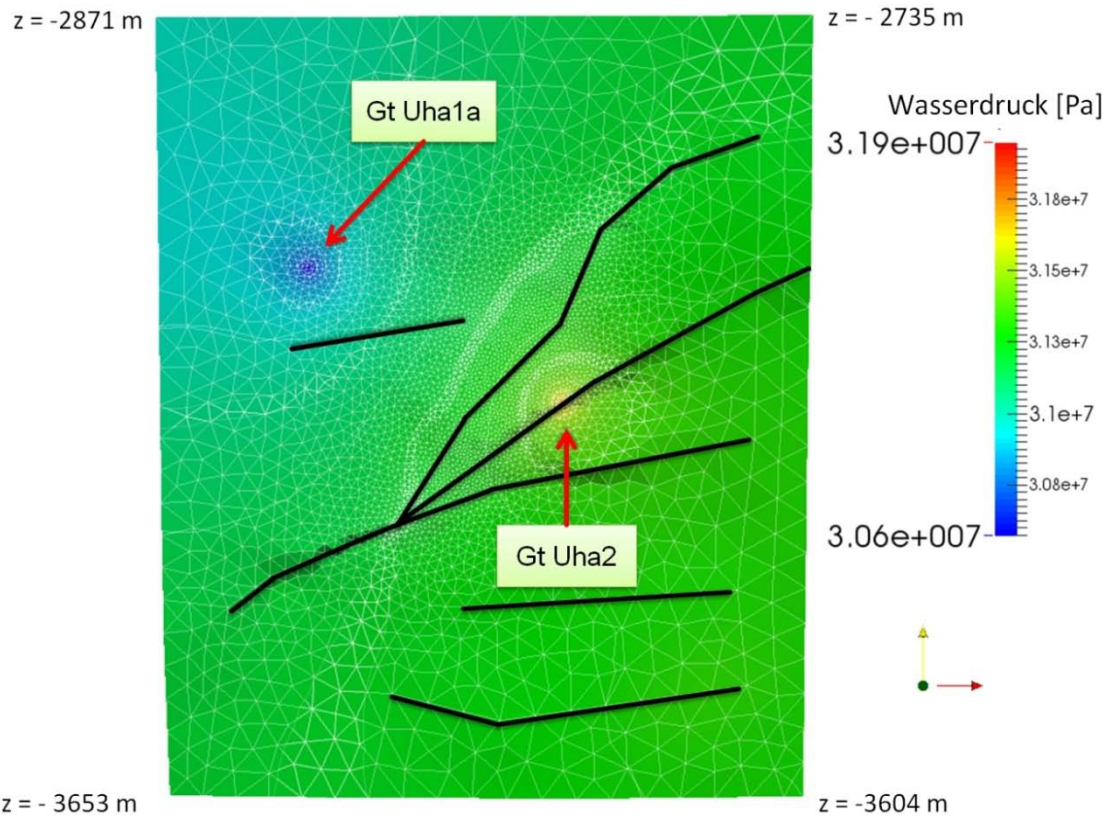 z = -2871 m
z = - 2735 m
Gt Uha1a
Wasserdruck [Pa]
3.19e+007
3.18e+7
3.15e+7
3.13e+7
3.1e+7
3.08e+7
3.06e+007
Gt Uha2
z = - 3653 m
z = -3604 m